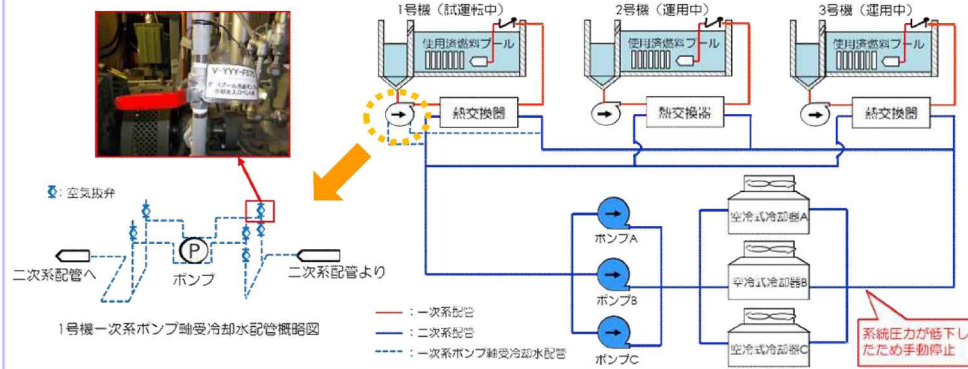 1号機（試運転中）
2号機（運用中）
3号機（運用中）
使用済燃料プール
使用済燃料プール
使用済燃料プール
熱交換器
熱交換器
熱交換器
V-YYY-F57
：空気抜弁
P
二次系配管へ
ポンプ
二次系配管より
1号機一次系ポンプ軸受冷却水配管概略図
ポンプA
ポンプB
ポンプC
空冷式冷却器A
空冷式冷却器B
空冷式冷却器C
：一次系配管
：二次系配管
：一次系ポンプ軸受冷却水配管
系統圧力が低下し
たため手動停止